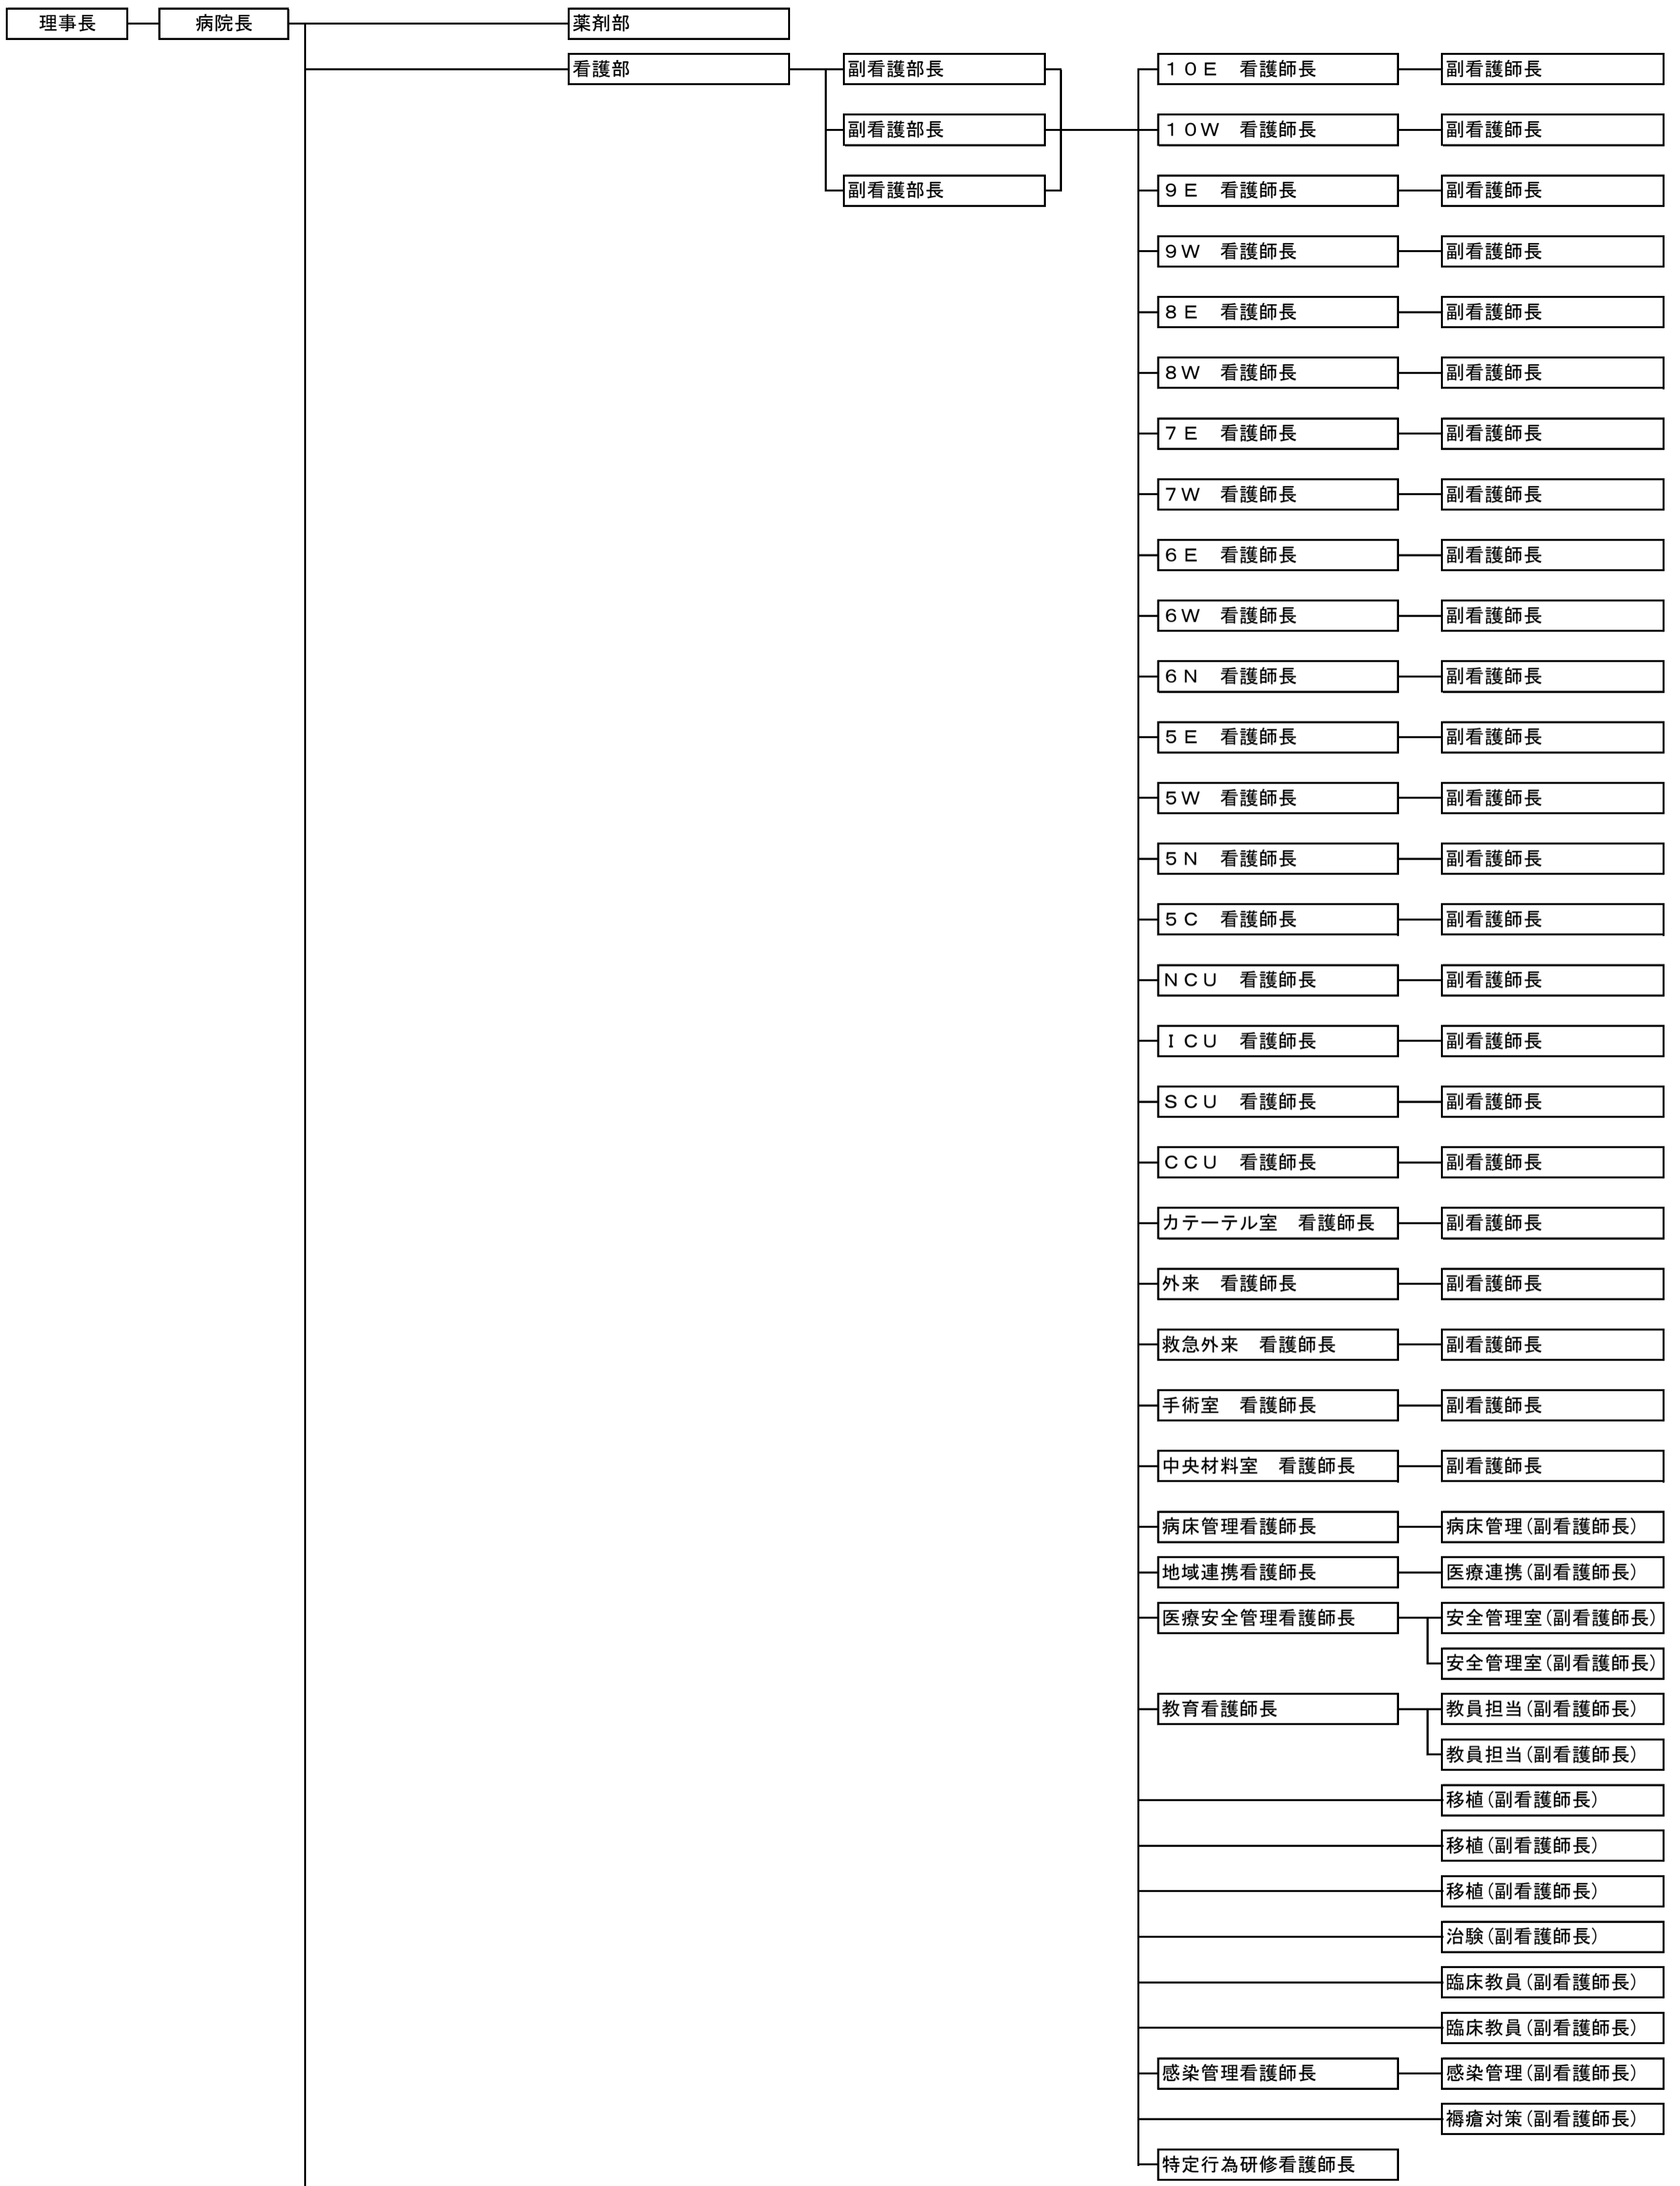 理事長 病院長 薬剤部
看護部 副看護部長 １０Ｅ　看護師長 副看護師長
副看護部長 １０Ｗ　看護師長 副看護師長
副看護部長 ９Ｅ　看護師長 副看護師長
９Ｗ　看護師長 副看護師長
８Ｅ　看護師長 副看護師長
８Ｗ　看護師長 副看護師長
７Ｅ　看護師長 副看護師長
７Ｗ　看護師長 副看護師長
６Ｅ　看護師長 副看護師長
６Ｗ　看護師長 副看護師長
６Ｎ　看護師長 副看護師長
５Ｅ　看護師長 副看護師長
５Ｗ　看護師長 副看護師長
５Ｎ　看護師長 副看護師長
５Ｃ　看護師長 副看護師長
ＮＣＵ　看護師長 副看護師長
ＩＣＵ　看護師長 副看護師長
ＳＣＵ　看護師長 副看護師長
ＣＣＵ　看護師長 副看護師長
カテーテル室　看護師長 副看護師長
外来　看護師長 副看護師長
救急外来　看護師長 副看護師長
手術室　看護師長 副看護師長
中央材料室　看護師長 副看護師長
病床管理看護師長 病床管理（副看護師長）
地域連携看護師長 医療連携（副看護師長）
医療安全管理看護師長 安全管理室（副看護師長）
安全管理室（副看護師長）
教育看護師長 教員担当（副看護師長）
教員担当（副看護師長）
移植（副看護師長）
移植（副看護師長）
移植（副看護師長）
治験（副看護師長）
臨床教員（副看護師長）
臨床教員（副看護師長）
感染管理看護師長 感染管理（副看護師長）
褥瘡対策（副看護師長）
特定行為研修看護師長